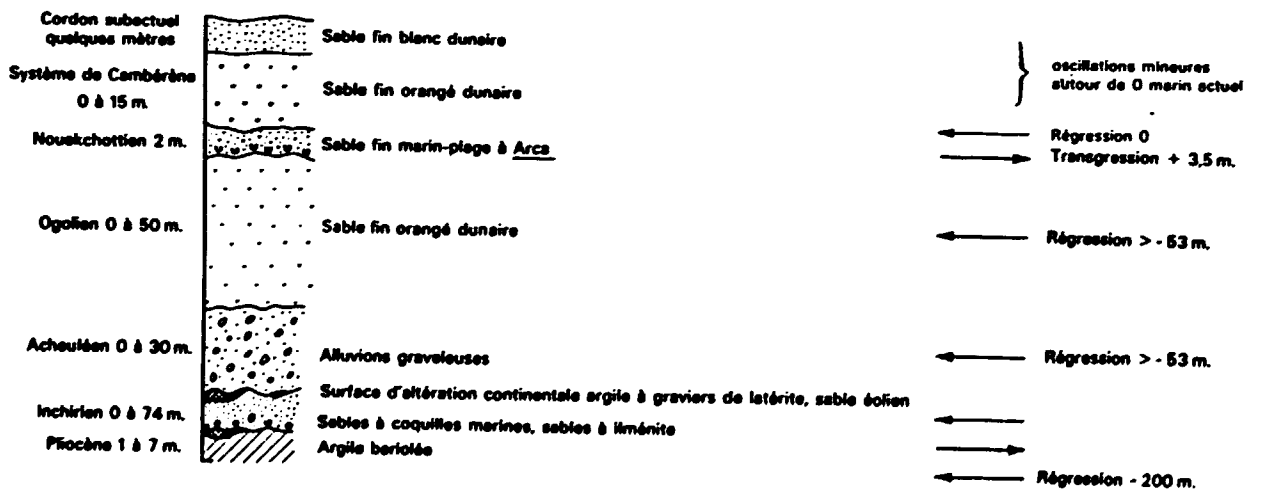 Cordon subactuel
quelques mètres
Sable fin blanc dunaire
Système de Cambérène
0 à 15 m.
Sable fin orangé dunaire
oscillations mineures
autour de 0 marin actuel
Nouakchottien 2 m.
Sable fin marin-plage à Arca
Régression 0
Transgression + 3,5 m.
Ogolien 0 à 50 m.
Sable fin orangé dunaire
Régression > - 53 m.
Acheuléen 0 à 30 m.
Alluvions graveleuses
Régression > - 53 m.
Surface d'altération continentale argile à graviers de latérite, sable éolien
Inchirien 0 à 74 m.
Sables à coquilles marines, sables à ilménite
Pliocène 1 à 7 m.
Argile bariolée
Régression - 200 m.